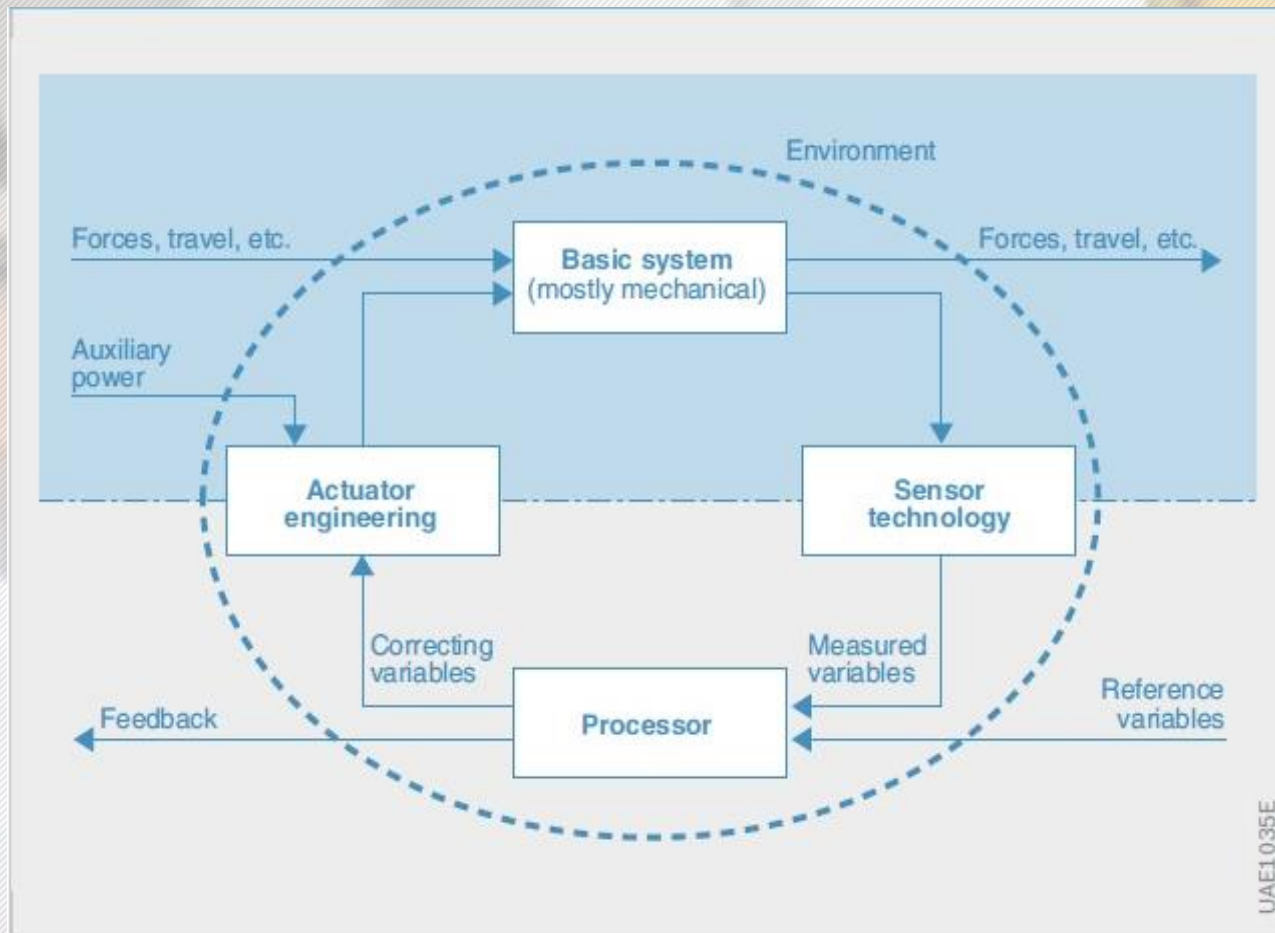 Environment
Forces, travel, etc.
Basic system
(mostly mechanical)
Forces, travel, etc.
Auxiliary
power
Actuator
engineering
Sensor
technology
Correcting
variables
Measured
variables
Feedback
Processor
Reference
variables
UAE1035E